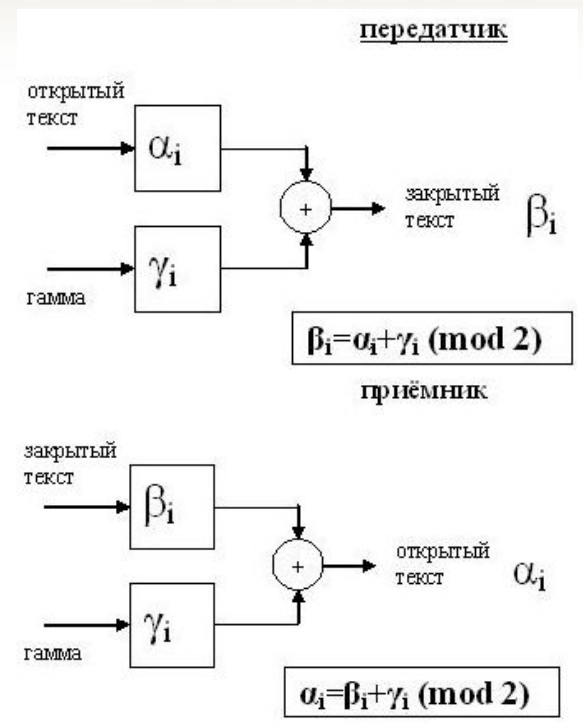 передатчик
открытый
текст
αi
+
закрытый
текст
βi
γi
гамма
βi=αi+γi (mod 2)
приёмник
закрытый
текст
βi
+
открытый
текст
αi
γi
гамма
αi=βi+γi (mod 2)